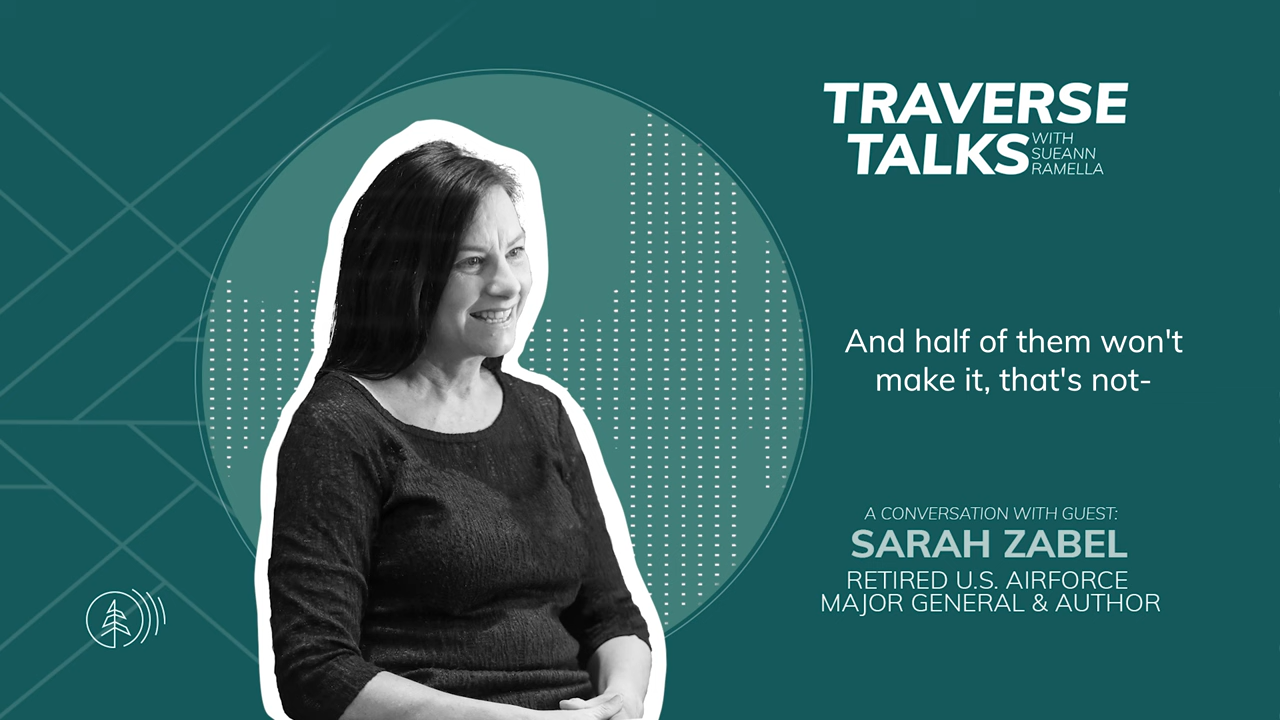 TRAVERSE
TALKS WITH
SUEANN
RAMELLA
And half of them won't
make it, that's not-
A CONVERSATION WITH GUEST:
SARAH ZABEL
RETIRED U.S. AIRFORCE
MAJOR GENERAL & AUTHOR